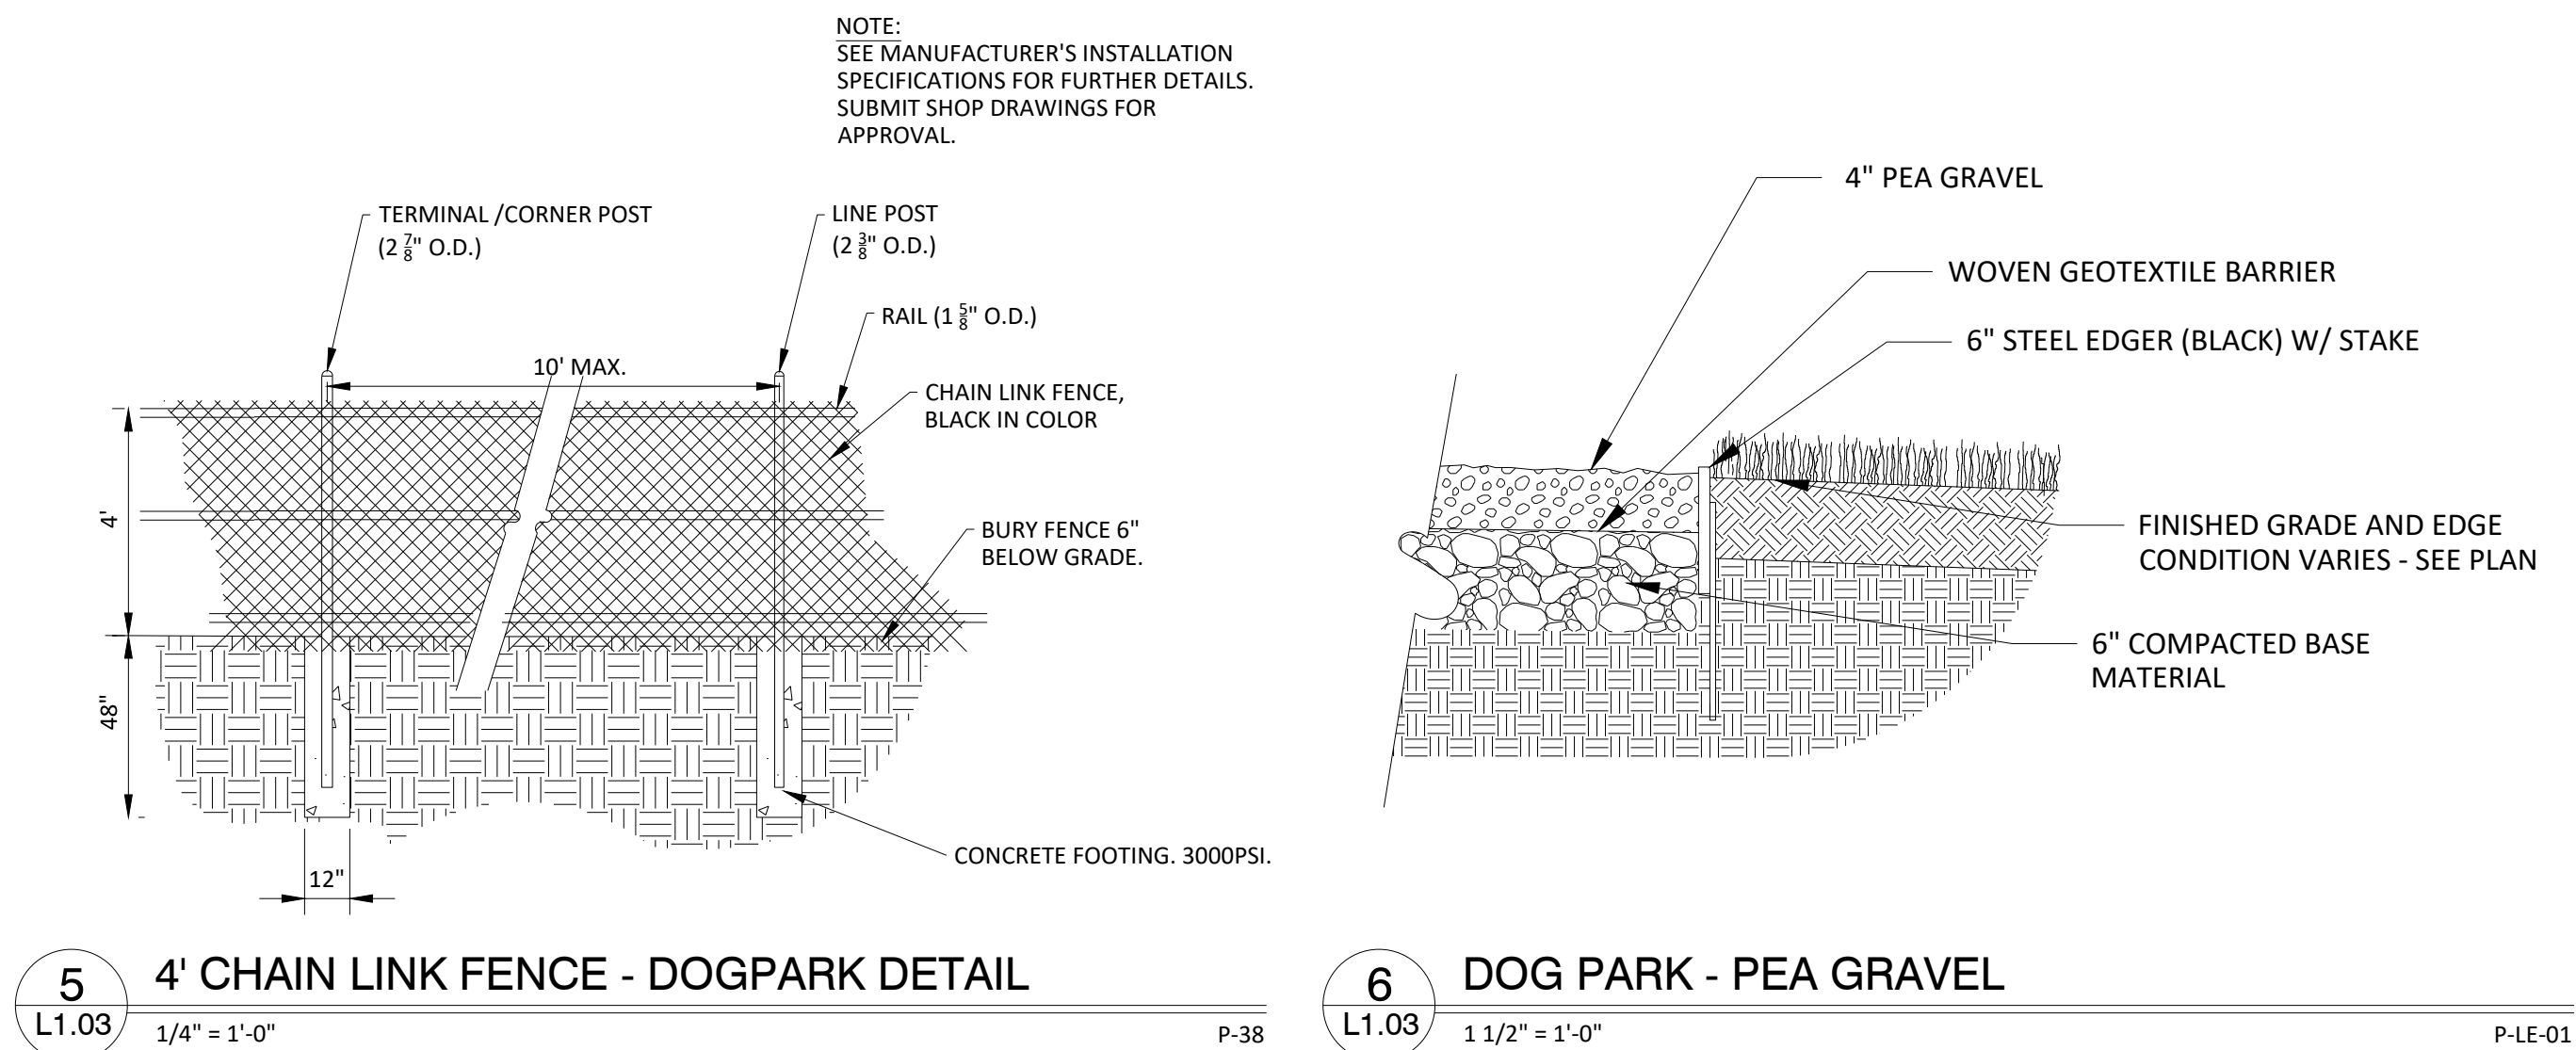 NOTE:
SEE MANUFACTURER'S INSTALLATION
SPECIFICATIONS FOR FURTHER DETAILS.
SUBMIT SHOP DRAWINGS FOR
APPROVAL.
TERMINAL /CORNER POST
(2 7/8" O.D.)
LINE POST
(2 3/8" O.D.)
RAIL (1 5/8" O.D.)
10' MAX.
CHAIN LINK FENCE,
BLACK IN COLOR
4'
BURY FENCE 6"
BELOW GRADE.
48"
CONCRETE FOOTING. 3000PSI.
12"
5
L1.03
4' CHAIN LINK FENCE - DOGPARK DETAIL
1/4" = 1'-0"
P-38
4" PEA GRAVEL
WOVEN GEOTEXTILE BARRIER
6" STEEL EDGER (BLACK) W/ STAKE
FINISHED GRADE AND EDGE
CONDITION VARIES - SEE PLAN
6" COMPACTED BASE
MATERIAL
6
L1.03
DOG PARK - PEA GRAVEL
1 1/2" = 1'-0"
P-LE-01